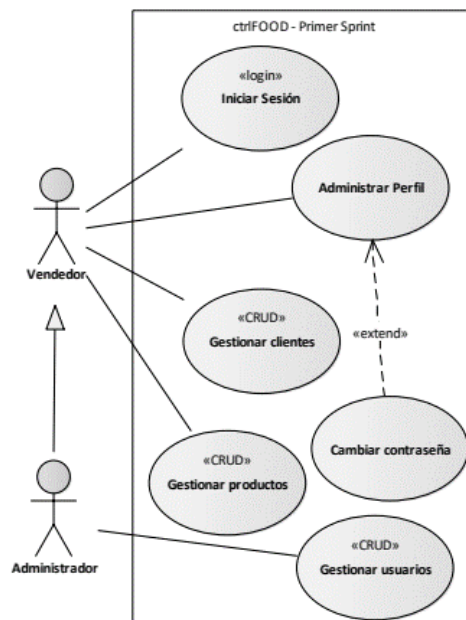 ctrlFOOD - Primer Sprint
«login»
Iniciar Sesión
Administrar Perfil
Vendedor
«CRUD»
Gestionar clientes
«extend»
Cambiar contraseña
«CRUD»
Gestionar productos
Administrador
«CRUD»
Gestionar usuarios